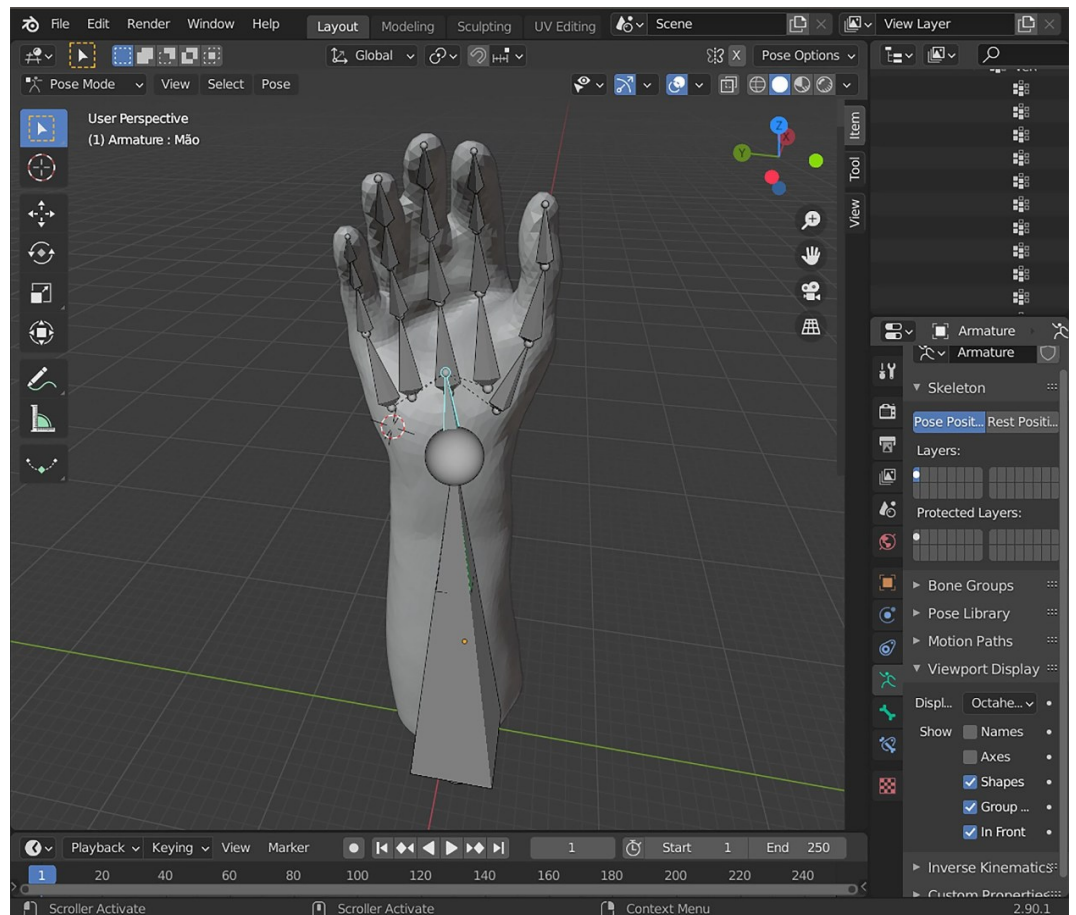 File Edit Render Window Help Layout Modeling Sculpting UV Editing Scene View Layer
Global X Pose Options
Pose Mode View Select Pose
User Perspective
(1) Armature : Mão
Z
X
Y
Item
Tool
View
Armature
Armature
Skeleton
Pose Posit... Rest Positi...
Layers:
Protected Layers:
Bone Groups
Pose Library
Motion Paths
Viewport Display
Displ... Octahe...
Show Names
Axes
Shapes
Group ...
In Front
Inverse Kinematics
Custom Properties
Playback Keying View Marker 1 Start 1 End 250
1 20 40 60 80 100 120 140 160 180 200 220 240
Scroller Activate Scroller Activate Context Menu 2.90.1